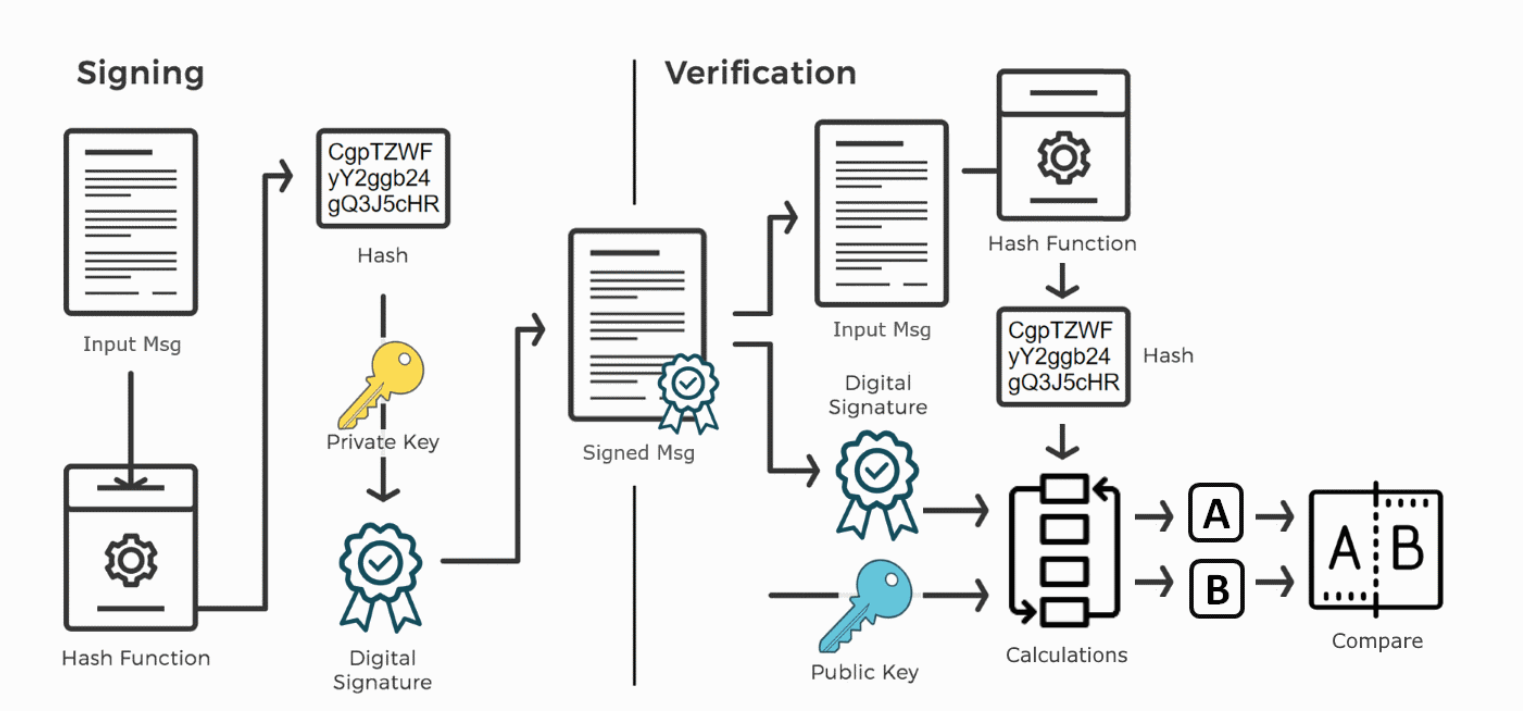 Signing
Input Msg
Hash Function
CgpTZWF
yY2ggb24
gQ3J5cHR
Hash
Private Key
Digital
Signature
Signed Msg
Verification
Input Msg
Hash Function
CgpTZWF
yY2ggb24
gQ3J5cHR
Hash
Digital
Signature
Public Key
Calculations
A
B
A B
Compare